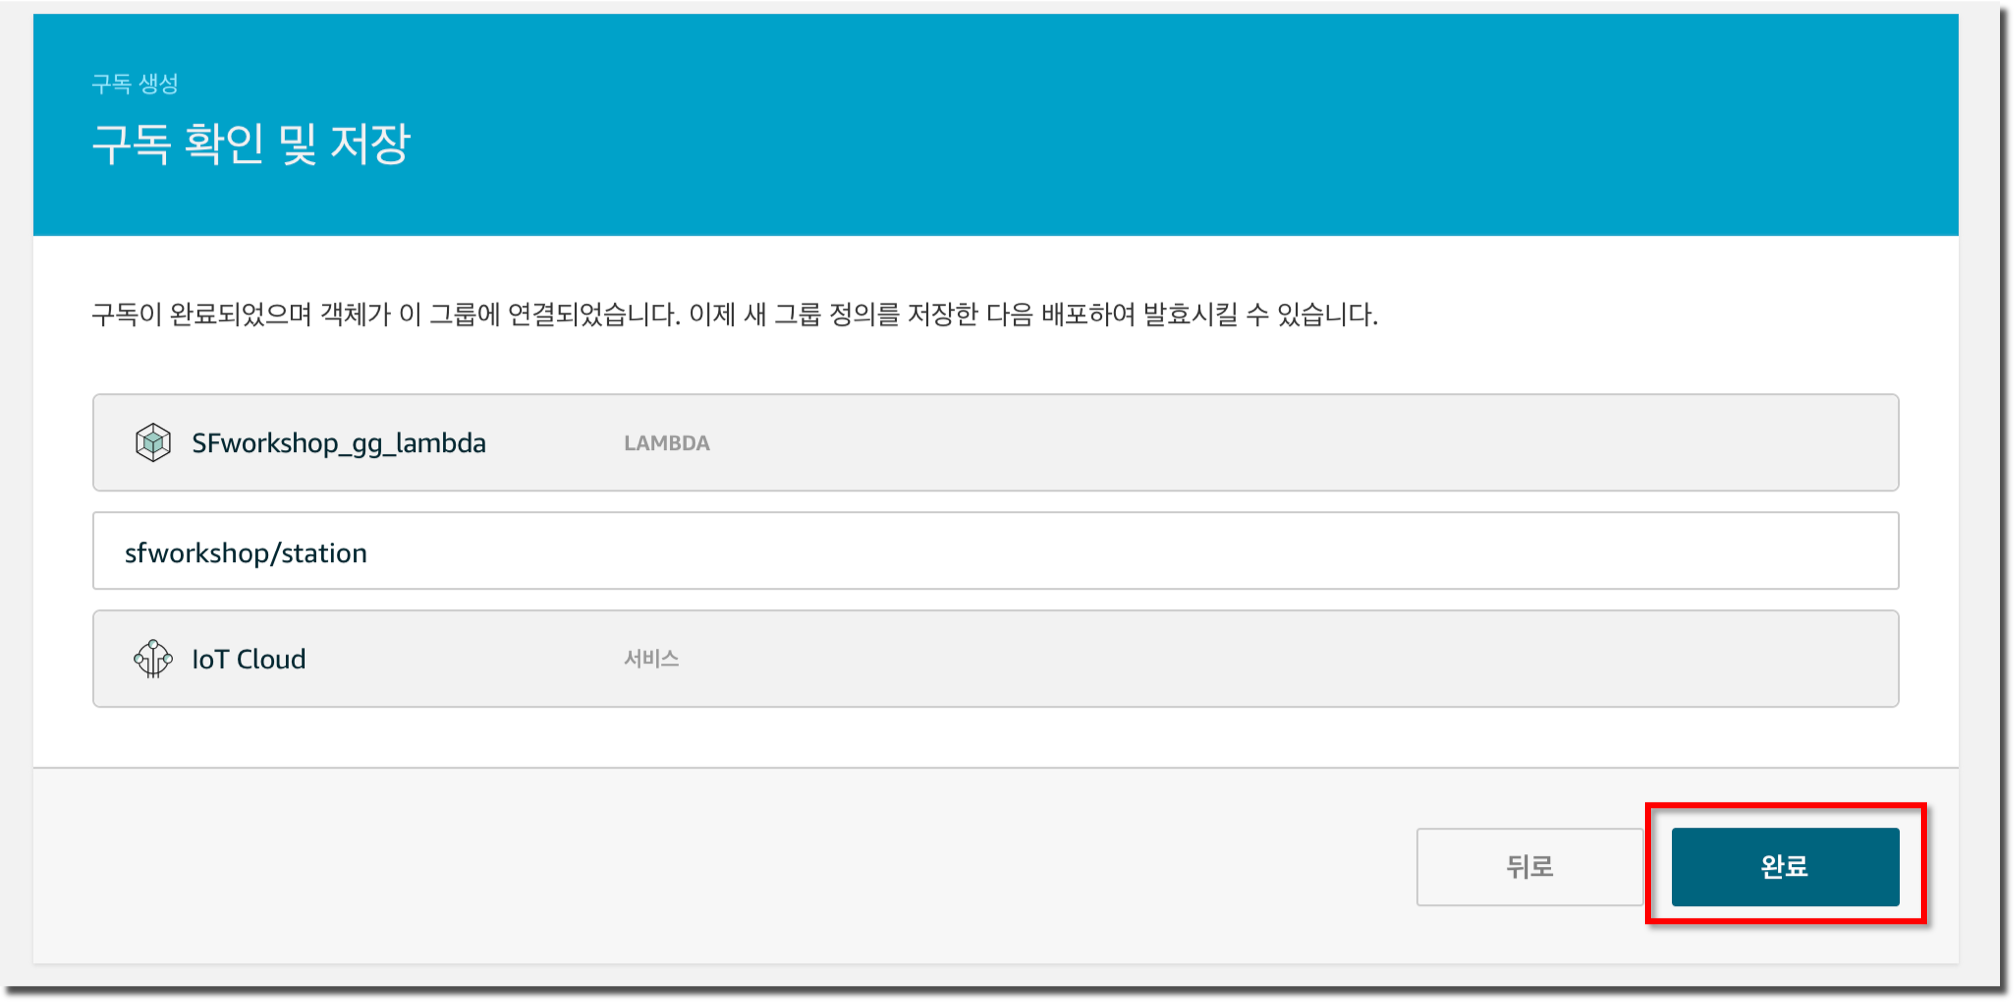 구독 생성
구독 확인 및 저장
구독이 완료되었으며 객체가 이 그룹에 연결되었습니다. 이제 새 그룹 정의를 저장한 다음 배포하여 발효시킬 수 있습니다.
SFworkshop_gg_lambda LAMBDA
sfworkshop/station
IoT Cloud 서비스
뒤로 완료